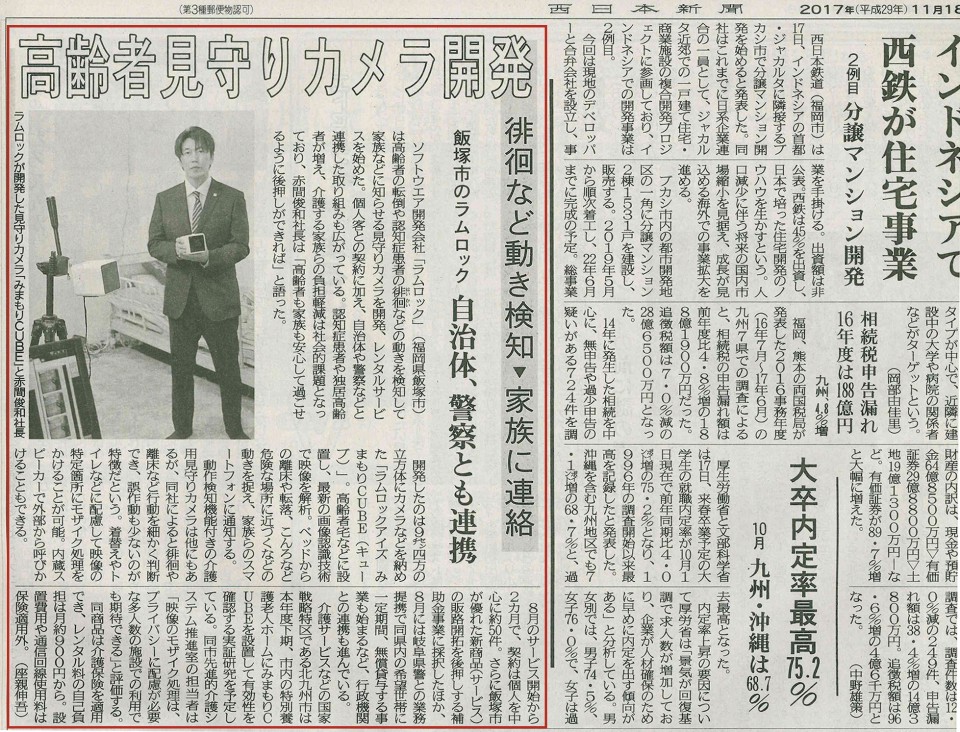 (第3種郵便物認可)
西日本新聞
2017年(平成29年)11月18
高齢者見守りカメラ開発
徘徊など動き検知▼家族に連絡
飯塚市のラムロック 自治体、警察とも連携
ラムロックが開発した見守りカメラ「みまもりCUBE」と赤間俊和社長
ソフトウエア開発会社「ラムロック」(福岡県飯塚市)
は高齢者の転倒や認知症患者の徘徊などの動きを検知して
家族などに知らせる見守りカメラを開発、レンタルサービ
スを始めた。個人客との契約に加え、自治体や警察などと
連携した取り組みも広がっている。認知症患者や独居高齢
者が増え、介護する家族らの負担軽減は社会的課題となっ
ており、赤間俊和社長は「高齢者も家族も安心して過ごせ
るように後押しができれば」と語った。
開発したのは9㌢四方の
立方体にカメラなどを納め
た「ラムロックアイズ み
まもりCUBE(キュー
ブ)」。高齢者宅などに設
置し、最新の画像認識技術
で映像を解析。ベッドから
の離床や転落、こんろなど
危険な場所に近づくなどの
動きを捉え、家族らのスマ
ートフォンに通知する。
動作検知機能付きの介護
用見守りカメラは他にもあ
るが、同社によると徘徊や
離床など行動を細かく判断
でき、誤作動も少ないのが
特徴だという。着替えやト
イレなどに配慮して映像の
特定箇所にモザイク処理を
かけることが可能。内蔵ス
ピーカーで外部から呼びか
けることもできる。
8月のサービス開始から
2カ月で、契約は個人を中
心に約50件。さらに飯塚市
が優れた新商品(サービス)
の販路開拓を後押しする補
助金事業に採択したほか、
8月には岐阜県警との業務
提携で同県内の希望世帯に
一定期間、無償貸与する事
業も始まるなど、行政機関
との連携も進んでいる。
介護サービスなどの国家
戦略特区である北九州市は
本年度下期、市内の特別養
護老人ホームにみまもりC
UBEを設置して有効性を
確認する実証研究を予定し
ている。同市先進的介護シ
ステム推進室の担当者は
「映像のモザイク処理は、
プライバシーに配慮が必要
な多人数の施設での利用で
も期待できる」と評価する。
同商品は介護保険を適用
でき、レンタル料の自己負
担は月約900円から。設
置費用や通信回線使用料は
保険適用外。 (座親伸吾)
インドネシアで
西鉄が住宅事業
2例目 分譲マンション開発
西日本鉄道(福岡市)は
17日、インドネシアの首都
・ジャカルタに隣接するブ
カシ市で分譲マンション開
発を始めると発表した。同
社はこれまでに日系企業連
合の一員として、ジャカル
タ近郊での一戸建て住宅・
商業施設の複合開発プロジ
ェクトに参画しており、イ
ンドネシアでの開発事業は
2例目。
今回は現地のデベロッパ
ーと合弁会社を設立し、事
業を手掛ける。出資額は非
公表。西鉄は45%を出資し、
日本で培った住宅開発のノ
ウハウを生かすという。人
口減少に伴う将来の国内市
場縮小を見据え、成長が見
込める海外での事業拡大を
進める。
ブカシ市内の都市開発地
区の一角に分譲マンション
2棟1531戸を建設し、
販売する。2019年5月
から順次着工し、22年6月
までに完成の予定。総事業
タイプが中心で、近隣に建
設中の大学や病院の関係者
などがターゲットという。
(岡部由佳里)
相続税申告漏れ
16年度は188億円
九州、4.8%増
福岡、熊本の両国税局が
発表した2016事務年度
(16年7月~17年6月)の
九州7県での調査による
と、相続税の申告漏れ額は
前年度比4・8%増の18
8億1900万円だった。
追徴税額は7・0%減の
28億6500万円となっ
た。
14年に発生した相続を中
心に、無申告や過少申告の
疑いがある724件を調
財産の内訳は、現金や預貯
金64億8500万円▽有価
証券29億8800万円▽土
地19億1300万円-な
ど。有価証券が89・7%増
と大幅に増えた。
査。調査件数は12・
0%減の249件、申告漏
れ額は38・4%増の14億3
800万円。追徴税額は96
・6%増の4億6千万円と
なった。
(中野雄策)
大卒内定率最高75.2%
10月 九州・沖縄は68.7%
厚生労働省と文部科学省
は17日、来春卒業予定の大
学生の就職内定率が10月1
日現在で前年同期比4・0
㌽増の75・2%となり、1
996年の調査開始以来最
高を記録したと発表した。
沖縄を含む九州地区でも7
・1㌽増の68・7%と、過
去最高となった。
内定率上昇の要因につい
て厚労省は「景気が回復基
調で求人数が増加してお
り、企業が人材確保のため
に早めに内定を出す傾向が
ある」と分析している。男
女別では、男子74・5%、
女子76・0%で、女子は過